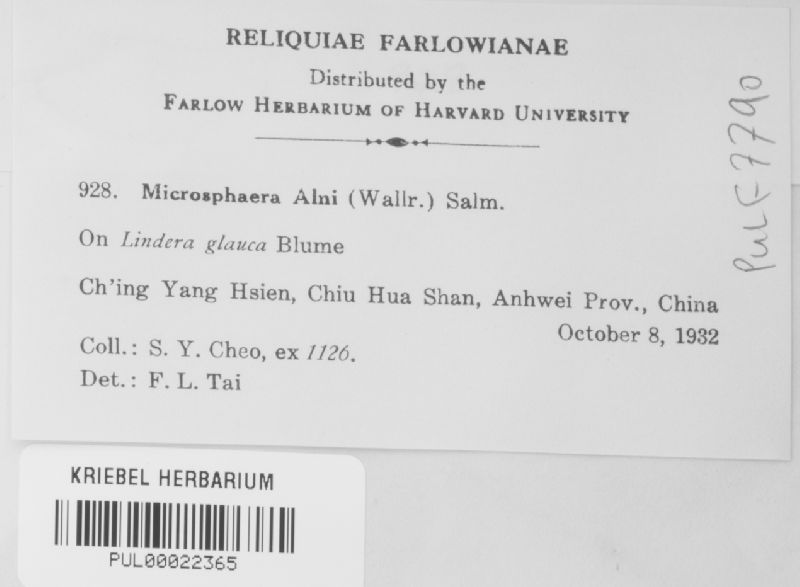 RELIQUIAE FARLOWIANAE
Distributed by the
FARLOW HERBARIUM OF HARVARD UNIVERSITY
928. Microsphaera Alni (Wallr.) Salm.
On Lindera glauca Blume
Ch'ing Yang Hsien, Chiu Hua Shan, Anhwei Prov., China
October 8, 1932
Coll.: S. Y. Cheo, ex 1126.
Det.: F. L. Tai
PUL F 7790
KRIEBEL HERBARIUM
PUL00022365